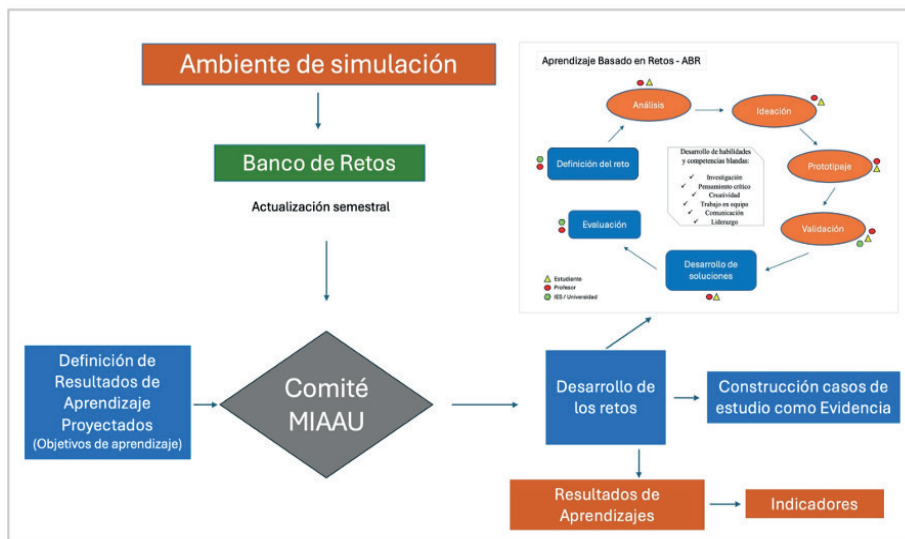 Ambiente de simulación
Banco de Retos
Actualización semestral
Definición de
Resultados de
Aprendizaje
Proyectados
(Objetivos de aprendizaje)
Comité
MIAAU
Aprendizaje Basado en Retos - ABR
Análisis
Ideación
Definición del reto
Desarrollo de habilidades
y competencias blandas:
✓ Investigación
✓ Pensamiento crítico
✓ Creatividad
✓ Trabajo en equipo
✓ Comunicación
✓ Liderazgo
Prototipaje
Evaluación
Validación
Desarrollo de
soluciones
Estudiante
Profesor
IES / Universidad
Desarrollo de
los retos
Construcción casos de
estudio como Evidencia
Resultados de
Aprendizajes
Indicadores